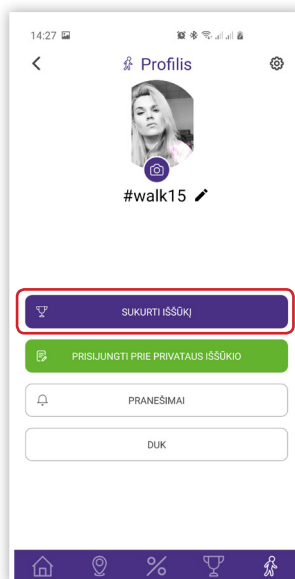 14:27
Profilis
#walk15
SUKURTI IŠŠŪKĮ
PRISIJUNGTI PRIE PRIVATAUS IŠŠŪKIO
PRANEŠIMAI
DUK